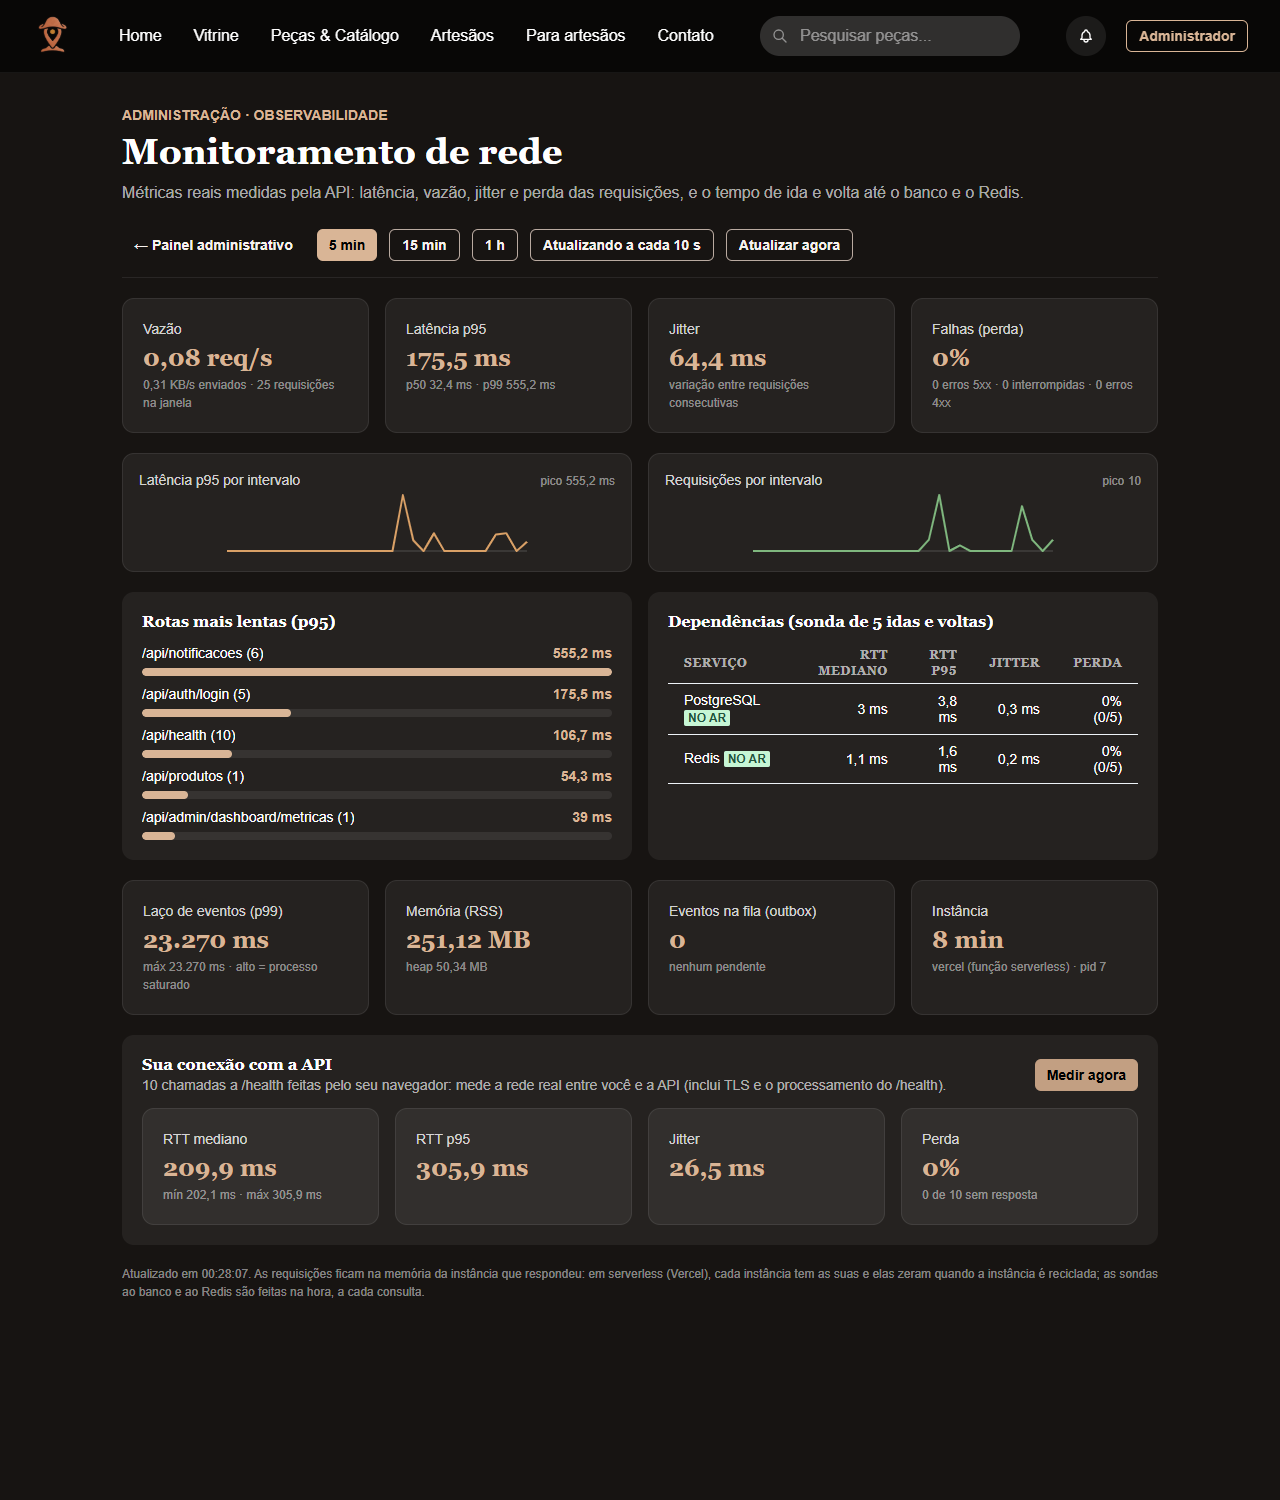 Home Vitrine Peças & Catálogo Artesãos Para artesãos Contato Pesquisar peças... Administrador
ADMINISTRAÇÃO · OBSERVABILIDADE
Monitoramento de rede
Métricas reais medidas pela API: latência, vazão, jitter e perda das requisições, e o tempo de ida e volta até o banco e o Redis.
← Painel administrativo 5 min 15 min 1 h Atualizando a cada 10 s Atualizar agora
Vazão
0,08 req/s
0,31 KB/s enviados · 25 requisições
na janela
Latência p95
175,5 ms
p50 32,4 ms · p99 555,2 ms
Jitter
64,4 ms
variação entre requisições
consecutivas
Falhas (perda)
0%
0 erros 5xx · 0 interrompidas · 0 erros
4xx
Latência p95 por intervalo pico 555,2 ms
Requisições por intervalo pico 10
Rotas mais lentas (p95)
/api/notificacoes (6) 555,2 ms
/api/auth/login (5) 175,5 ms
/api/health (10) 106,7 ms
/api/produtos (1) 54,3 ms
/api/admin/dashboard/metricas (1) 39 ms
Dependências (sonda de 5 idas e voltas)
SERVIÇO RTT MEDIANO RTT P95 JITTER PERDA
PostgreSQL NO AR 3 ms 3,8 ms 0,3 ms 0% (0/5)
Redis NO AR 1,1 ms 1,6 ms 0,2 ms 0% (0/5)
Laço de eventos (p99)
23.270 ms
máx 23.270 ms · alto = processo
saturado
Memória (RSS)
251,12 MB
heap 50,34 MB
Eventos na fila (outbox)
0
nenhum pendente
Instância
8 min
vercel (função serverless) · pid 7
Sua conexão com a API
10 chamadas a /health feitas pelo seu navegador: mede a rede real entre você e a API (inclui TLS e o processamento do /health).
Medir agora
RTT mediano
209,9 ms
mín 202,1 ms · máx 305,9 ms
RTT p95
305,9 ms
Jitter
26,5 ms
Perda
0%
0 de 10 sem resposta
Atualizado em 00:28:07. As requisições ficam na memória da instância que respondeu: em serverless (Vercel), cada instância tem as suas e elas zeram quando a instância é reciclada; as sondas
ao banco e ao Redis são feitas na hora, a cada consulta.